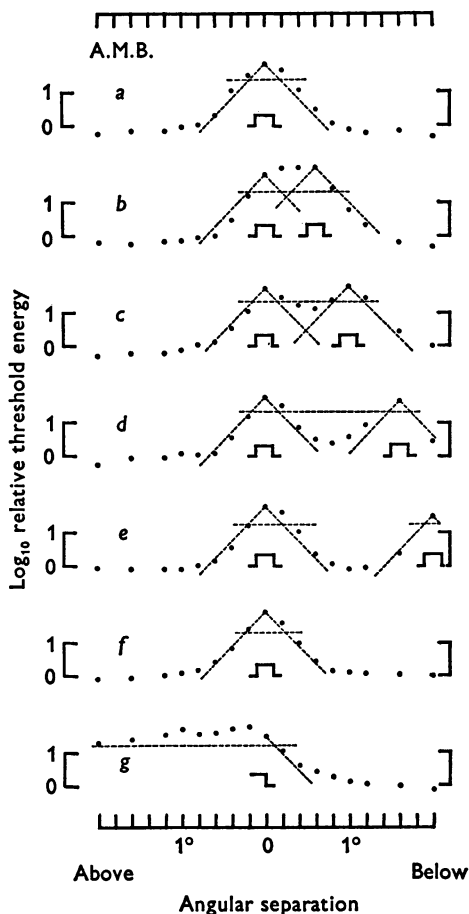 A.M.B.
a
1
0
b
1
0
c
1
0
d
1
0
e
1
0
f
1
0
g
1
0
Log₁₀ relative threshold energy
1° 0 1°
Above Below
Angular separation